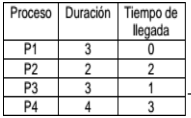 Proceso Duración Tiempo de
llegada
P1 3 0
P2 2 2
P3 3 1
P4 4 3